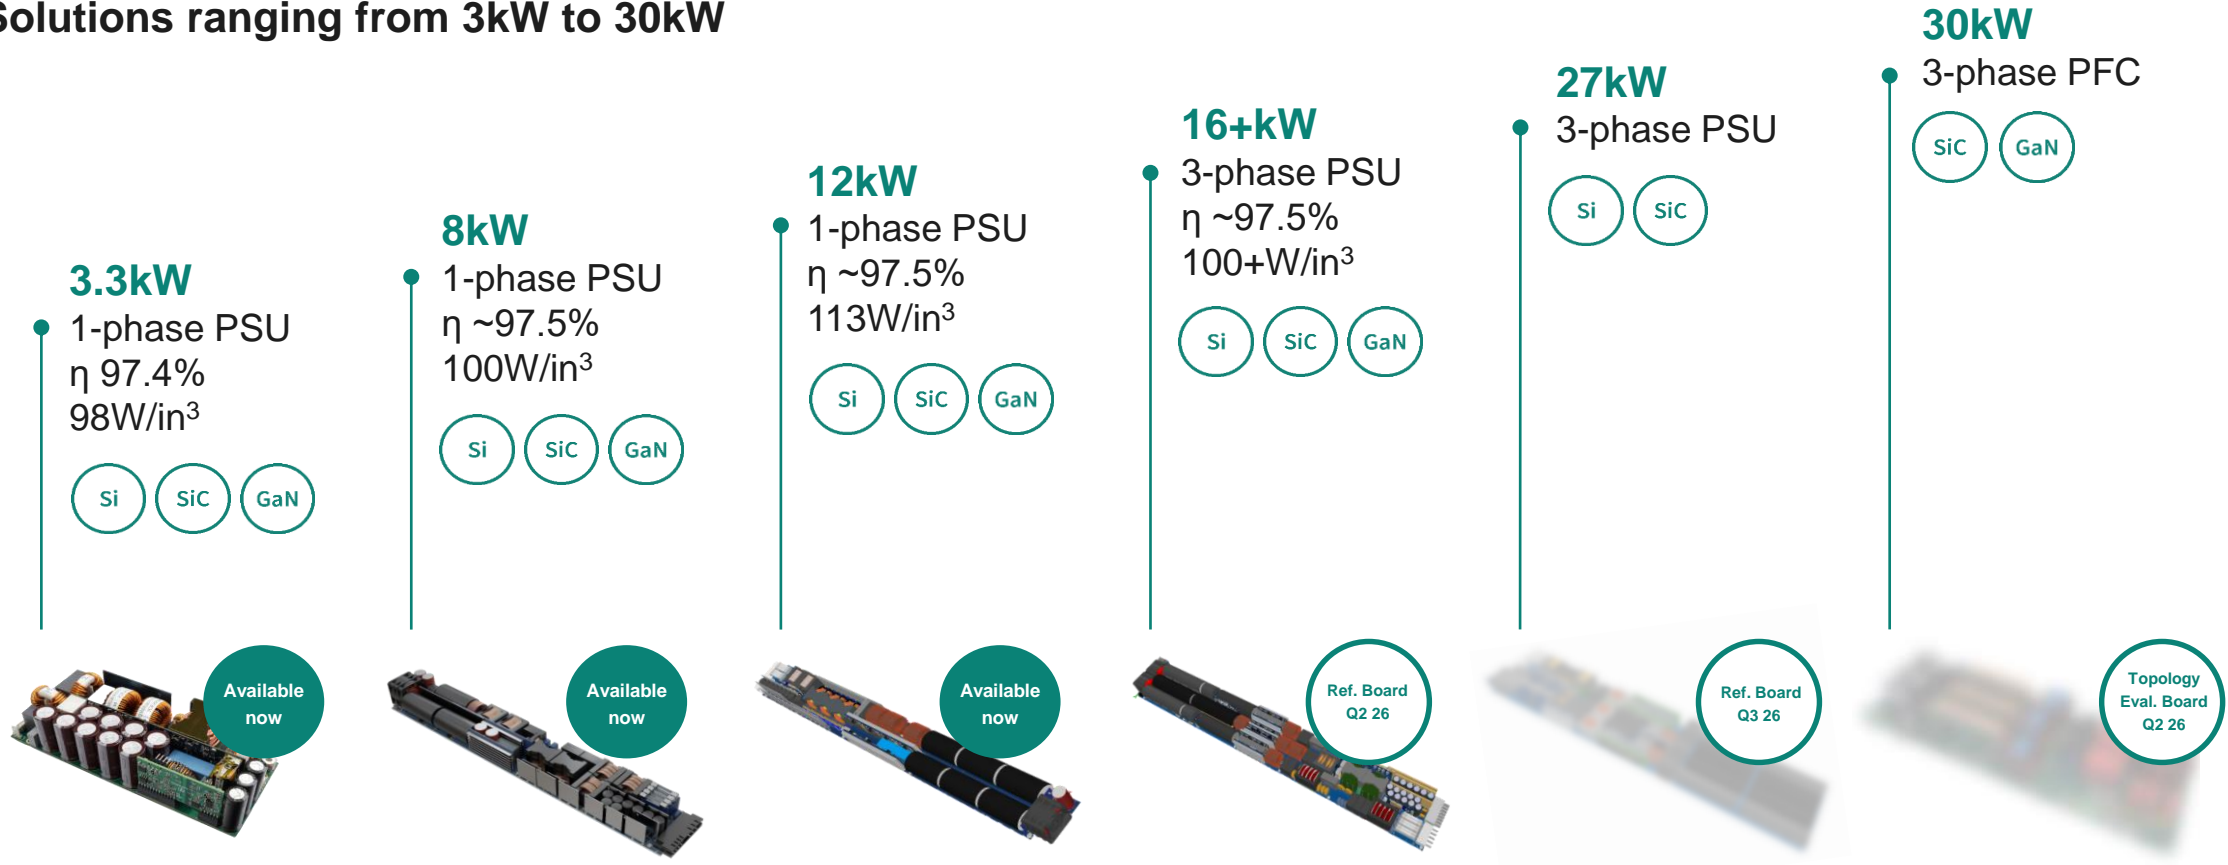 Solutions ranging from 3kW to 30kW
3.3kW
1-phase PSU
η 97.4%
98W/in³
Si SiC GaN
Available
now
8kW
1-phase PSU
η ~97.5%
100W/in³
Si SiC GaN
Available
now
12kW
1-phase PSU
η ~97.5%
113W/in³
Si SiC GaN
Available
now
16+kW
3-phase PSU
η ~97.5%
100+W/in³
Si SiC GaN
Ref. Board
Q2 26
27kW
3-phase PSU
Si SiC
Ref. Board
Q3 26
30kW
3-phase PFC
SiC GaN
Topology
Eval. Board
Q2 26